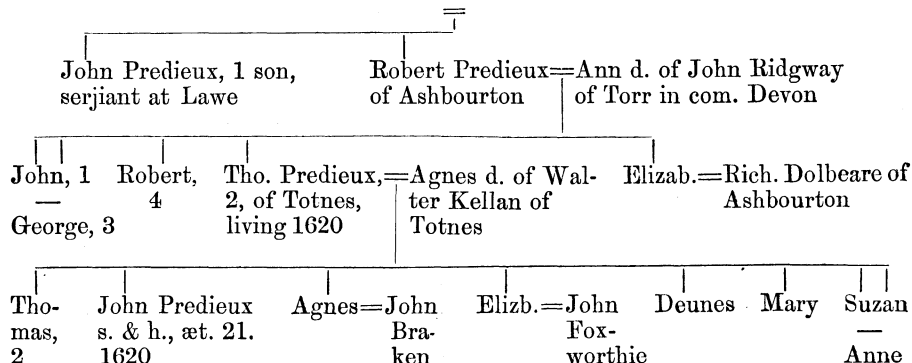 =
John Predieux, 1 son,
serjiant at Lawe
Robert Predieux=Ann d. of John Ridgway
of Ashbourton
of Torr in com. Devon
John, 1
—
George, 3
Robert,
4
Tho. Predieux,=Agnes d. of Wal-
2, of Totnes,
living 1620
ter Kellan of
Totnes
Elizab.=Rich. Dolbeare of
Ashbourton
Tho-
mas,
2
John Predieux
s. & h., æt. 21.
1620
Agnes=John
Bra-
ken
Elizb.=John
Fox-
worthie
Deunes
Mary
Suzan
—
Anne